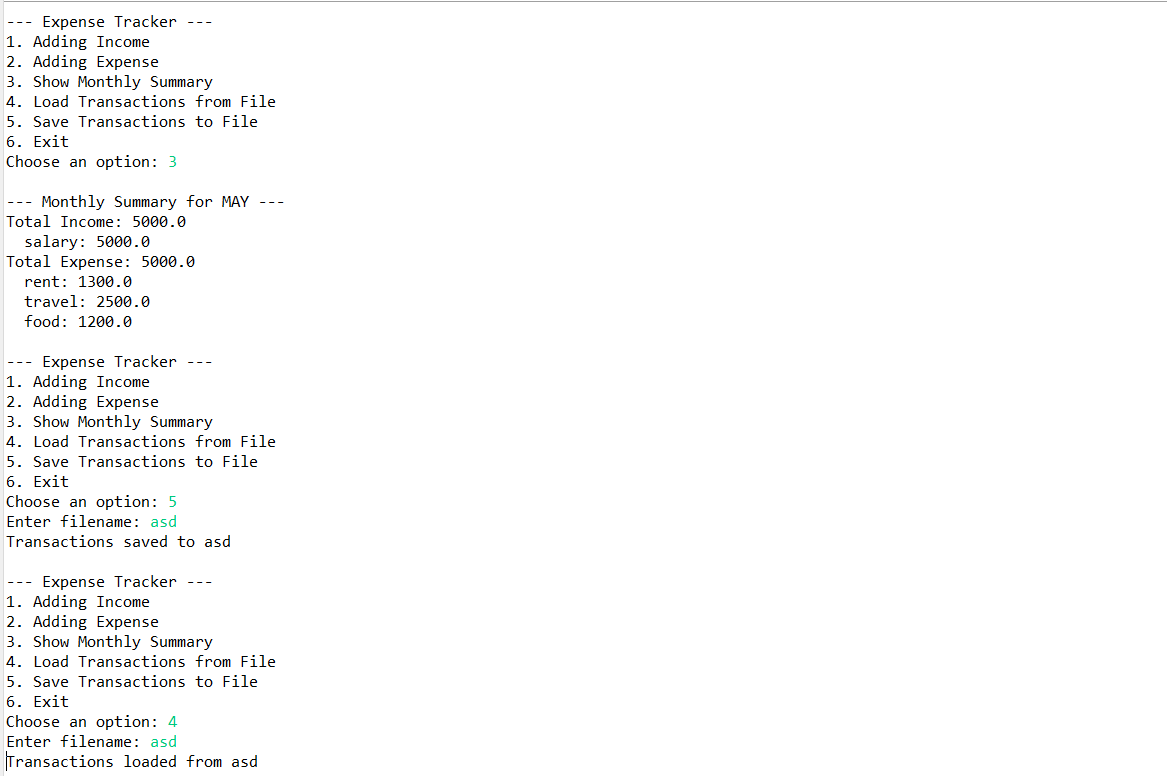 --- Expense Tracker ---
1. Adding Income
2. Adding Expense
3. Show Monthly Summary
4. Load Transactions from File
5. Save Transactions to File
6. Exit
Choose an option: 3

--- Monthly Summary for MAY ---
Total Income: 5000.0
  salary: 5000.0
Total Expense: 5000.0
  rent: 1300.0
  travel: 2500.0
  food: 1200.0

--- Expense Tracker ---
1. Adding Income
2. Adding Expense
3. Show Monthly Summary
4. Load Transactions from File
5. Save Transactions to File
6. Exit
Choose an option: 5
Enter filename: asd
Transactions saved to asd

--- Expense Tracker ---
1. Adding Income
2. Adding Expense
3. Show Monthly Summary
4. Load Transactions from File
5. Save Transactions to File
6. Exit
Choose an option: 4
Enter filename: asd
Transactions loaded from asd